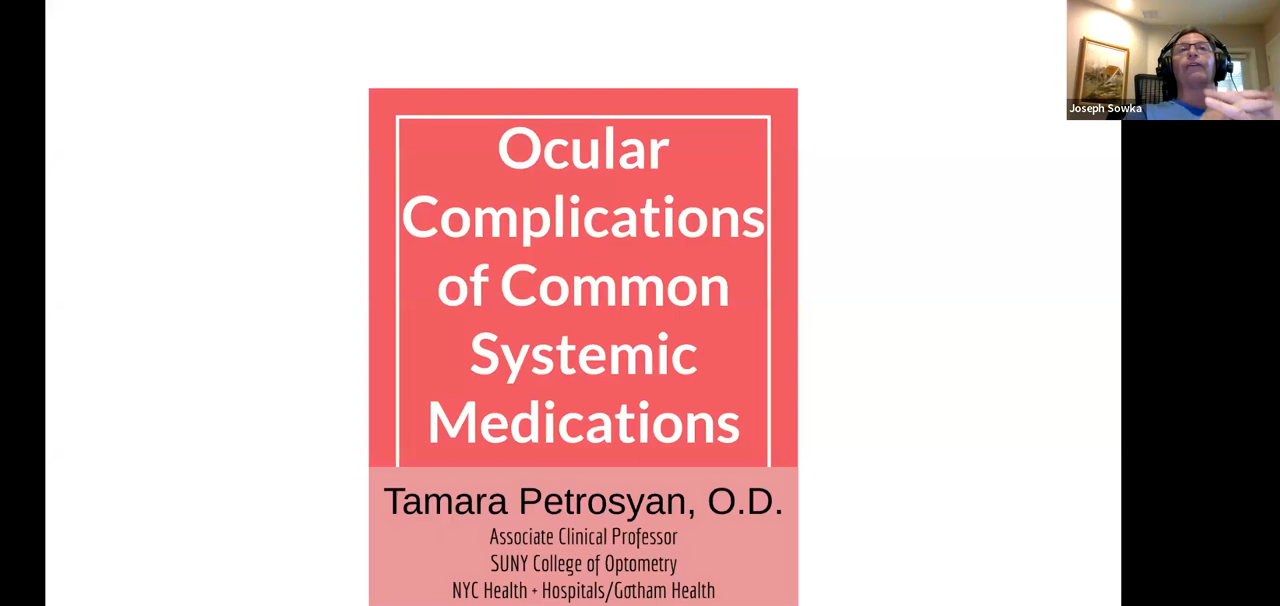 Ocular
Complications
of Common
Systemic
Medications
Tamara Petrosyan, O.D.
Associate Clinical Professor
SUNY College of Optometry
NYC Health + Hospitals/Gotham Health
Joseph Sowka